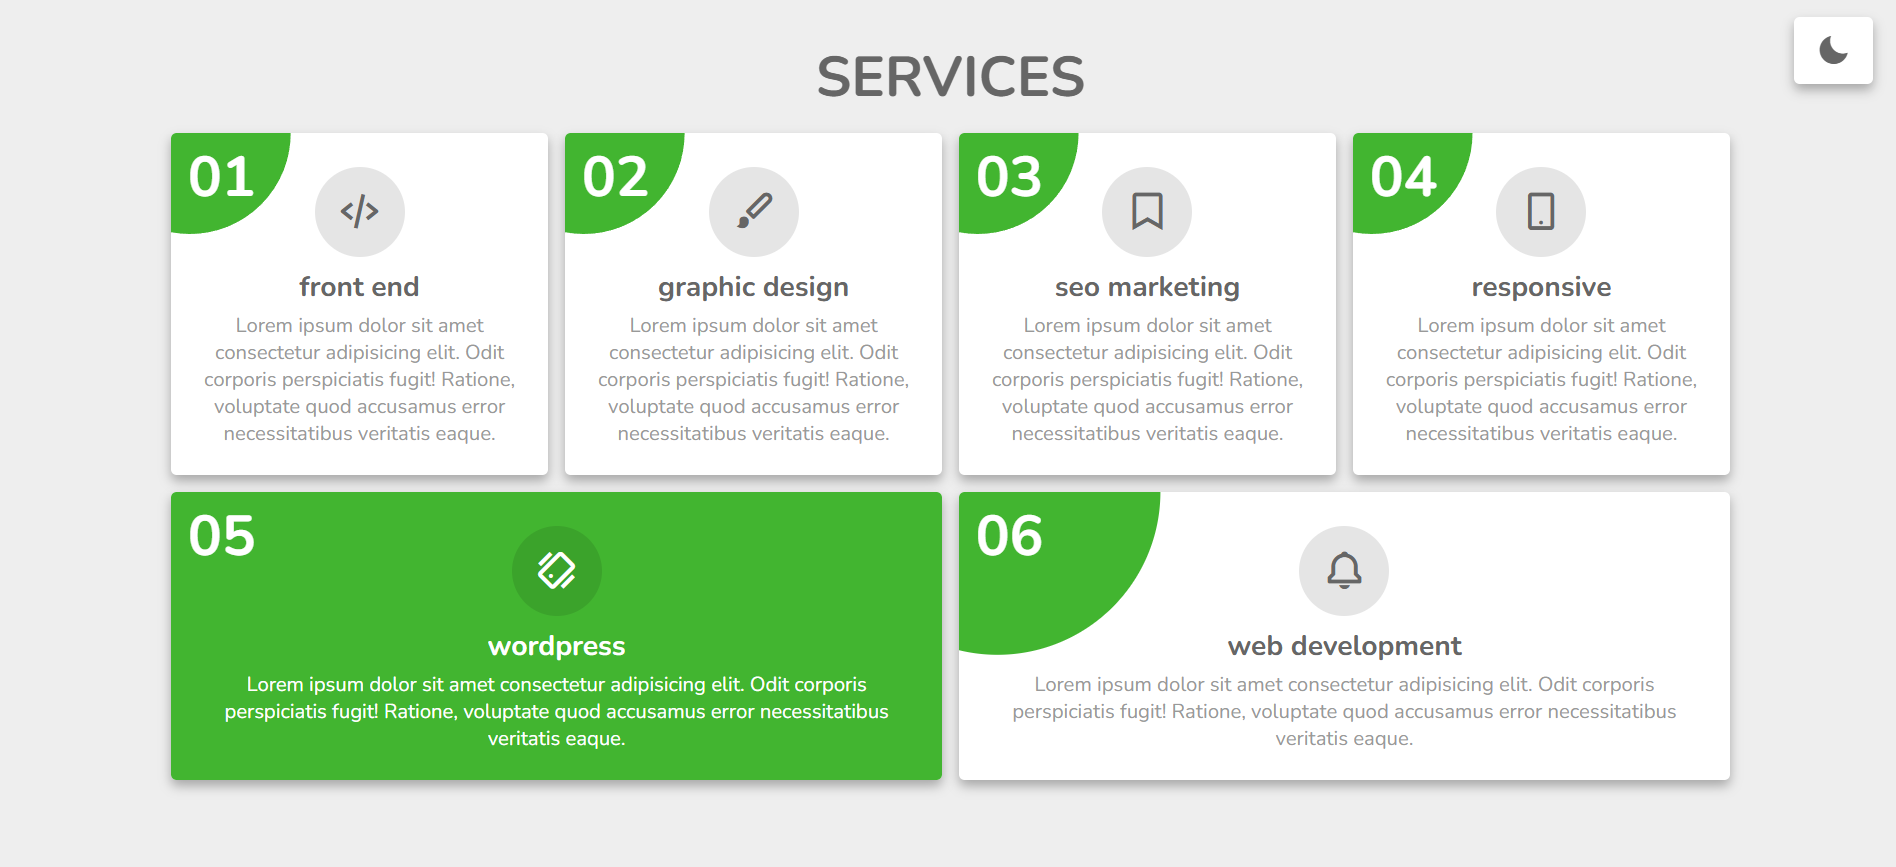 SERVICES
01
front end
Lorem ipsum dolor sit amet
consectetur adipisicing elit. Odit
corporis perspiciatis fugit! Ratione,
voluptate quod accusamus error
necessitatibus veritatis eaque.
02
graphic design
Lorem ipsum dolor sit amet
consectetur adipisicing elit. Odit
corporis perspiciatis fugit! Ratione,
voluptate quod accusamus error
necessitatibus veritatis eaque.
03
seo marketing
Lorem ipsum dolor sit amet
consectetur adipisicing elit. Odit
corporis perspiciatis fugit! Ratione,
voluptate quod accusamus error
necessitatibus veritatis eaque.
04
responsive
Lorem ipsum dolor sit amet
consectetur adipisicing elit. Odit
corporis perspiciatis fugit! Ratione,
voluptate quod accusamus error
necessitatibus veritatis eaque.
05
wordpress
Lorem ipsum dolor sit amet consectetur adipisicing elit. Odit corporis
perspiciatis fugit! Ratione, voluptate quod accusamus error necessitatibus
veritatis eaque.
06
web development
Lorem ipsum dolor sit amet consectetur adipisicing elit. Odit corporis
perspiciatis fugit! Ratione, voluptate quod accusamus error necessitatibus
veritatis eaque.